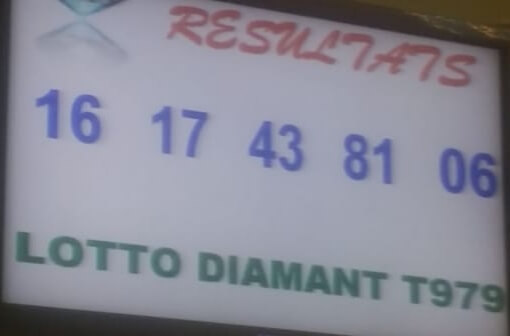 RESULTATS
16 17 43 81 06
LOTTO DIAMANT T979